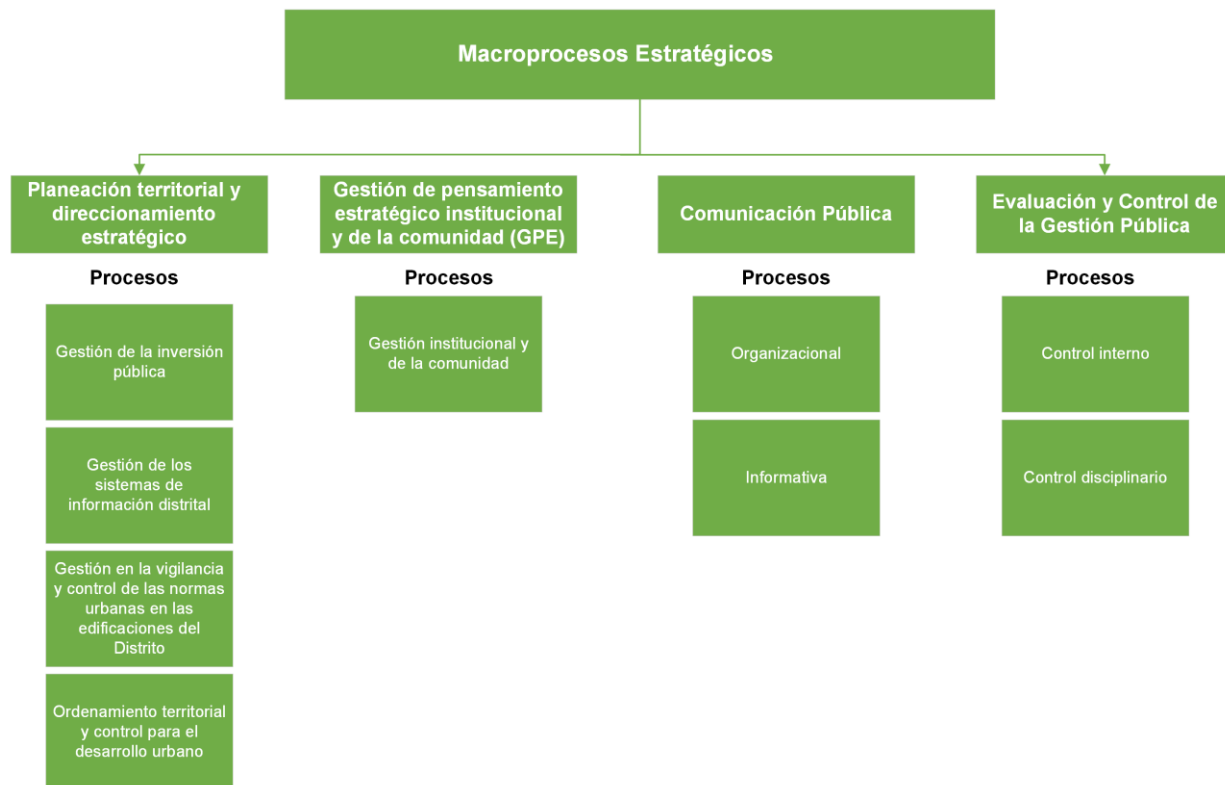 Macroprocesos Estratégicos
Planeación territorial y
direccionamiento
estratégico
Procesos
Gestión de la inversión
pública
Gestión de los
sistemas de
información distrital
Gestión en la vigilancia
y control de las normas
urbanas en las
edificaciones del
Distrito
Ordenamiento territorial
y control para el
desarrollo urbano
Gestión de pensamiento
estratégico institucional
y de la comunidad (GPE)
Procesos
Gestión institucional y
de la comunidad
Comunicación Pública
Procesos
Organizacional
Informativa
Evaluación y Control de
la Gestión Pública
Procesos
Control interno
Control disciplinario